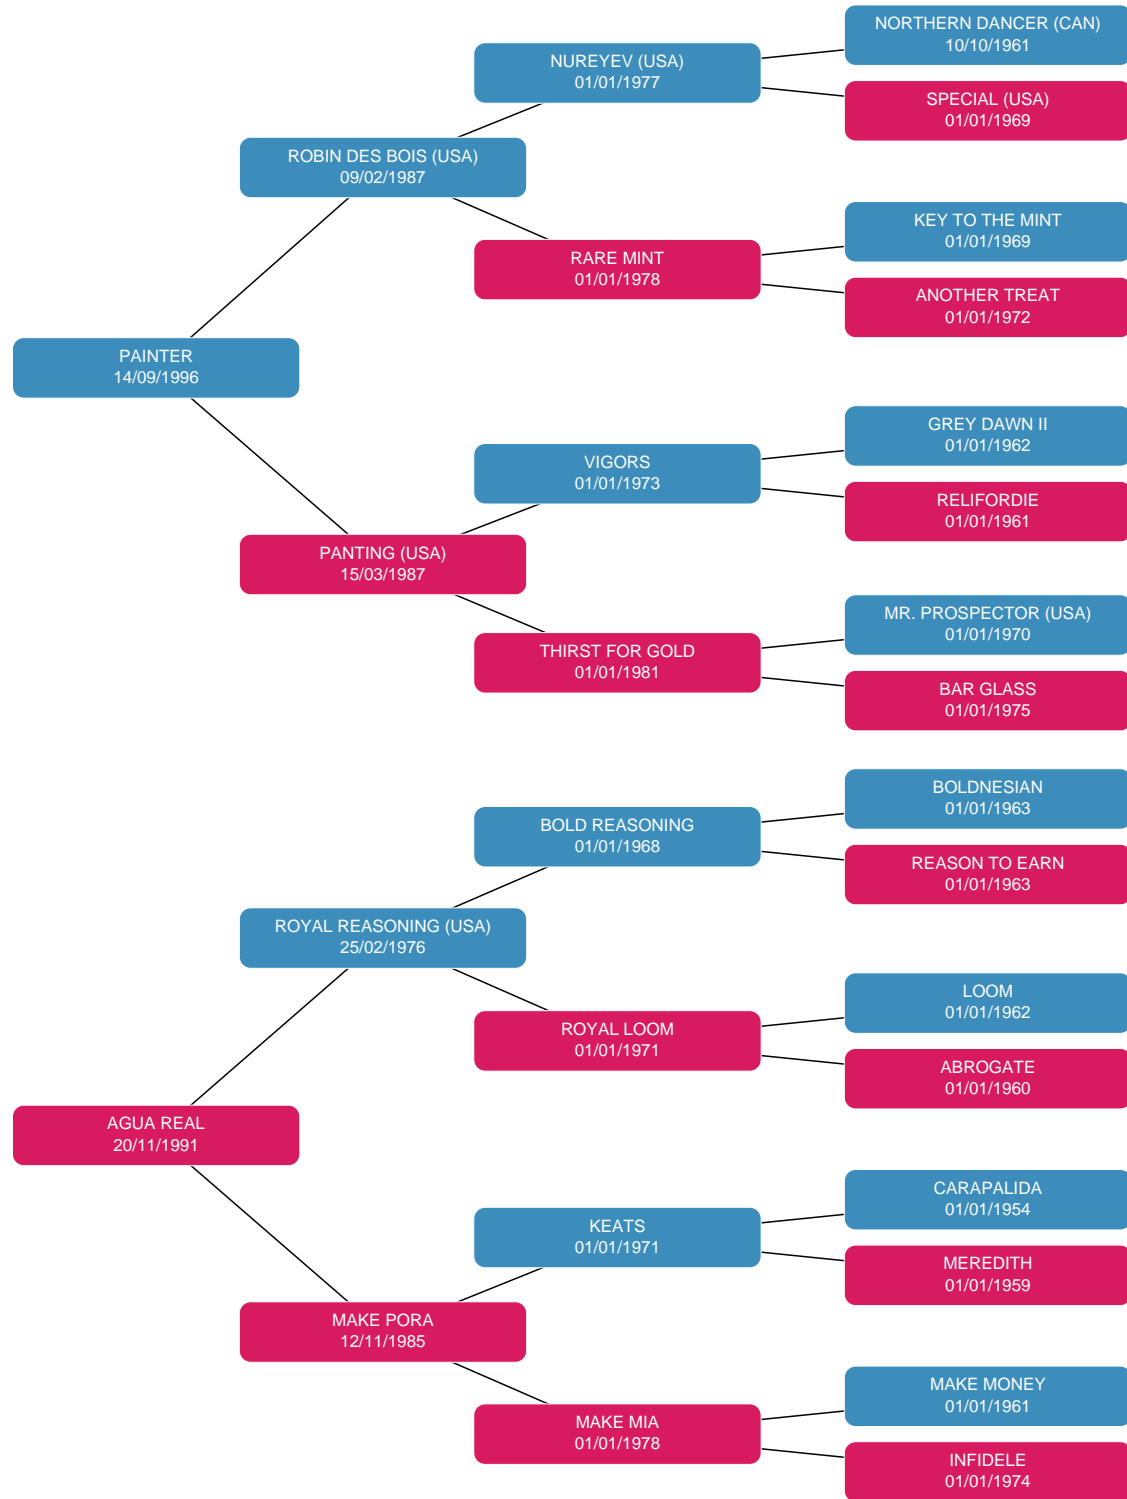 NORTHERN DANCER (CAN)
10/10/1961
NUREYEV (USA)
01/01/1977
SPECIAL (USA)
01/01/1969
ROBIN DES BOIS (USA)
09/02/1987
KEY TO THE MINT
01/01/1969
RARE MINT
01/01/1978
ANOTHER TREAT
01/01/1972
PAINTER
14/09/1996
GREY DAWN II
01/01/1962
VIGORS
01/01/1973
RELIFORDIE
01/01/1961
PANTING (USA)
15/03/1987
MR. PROSPECTOR (USA)
01/01/1970
THIRST FOR GOLD
01/01/1981
BAR GLASS
01/01/1975
BOLDNESIAN
01/01/1963
BOLD REASONING
01/01/1968
REASON TO EARN
01/01/1963
ROYAL REASONING (USA)
25/02/1976
LOOM
01/01/1962
ROYAL LOOM
01/01/1971
ABROGATE
01/01/1960
AGUA REAL
20/11/1991
CARAPALIDA
01/01/1954
KEATS
01/01/1971
MEREDITH
01/01/1959
MAKE PORA
12/11/1985
MAKE MONEY
01/01/1961
MAKE MIA
01/01/1978
INFIDELE
01/01/1974